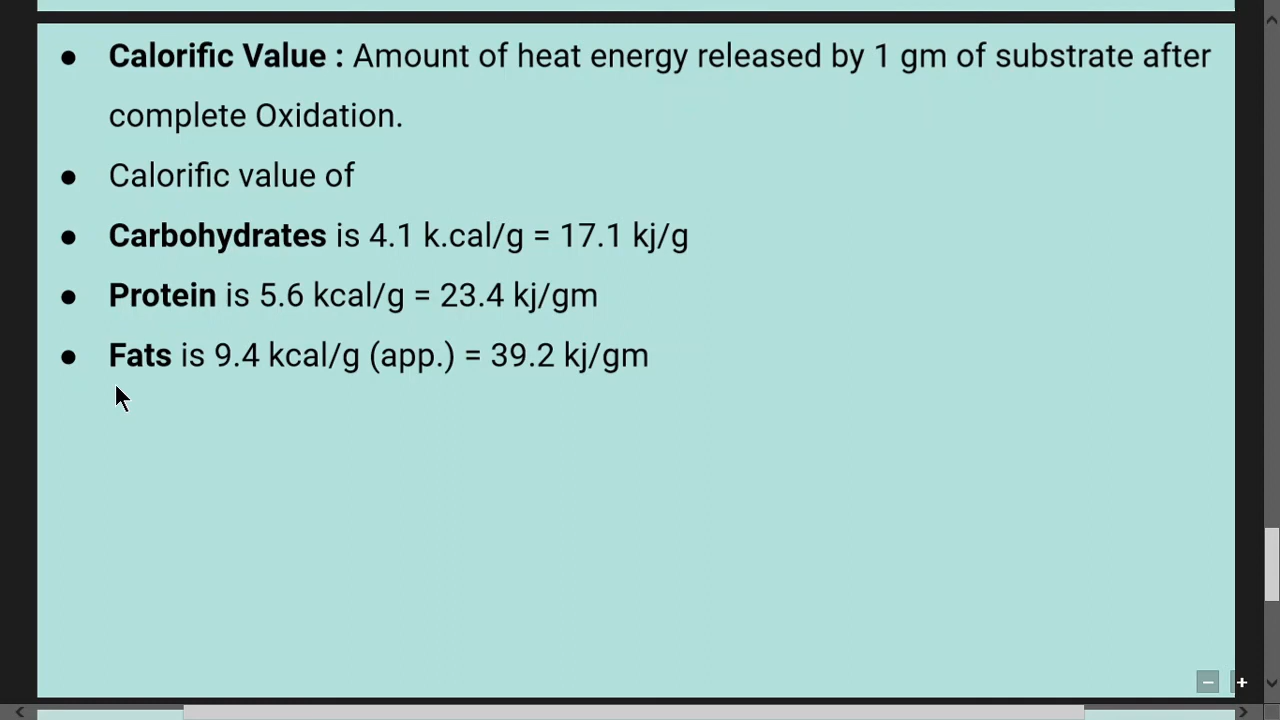 ● Calorific Value : Amount of heat energy released by 1 gm of substrate after
complete Oxidation.
● Calorific value of
● Carbohydrates is 4.1 k.cal/g = 17.1 kj/g
● Protein is 5.6 kcal/g = 23.4 kj/gm
● Fats is 9.4 kcal/g (app.) = 39.2 kj/gm